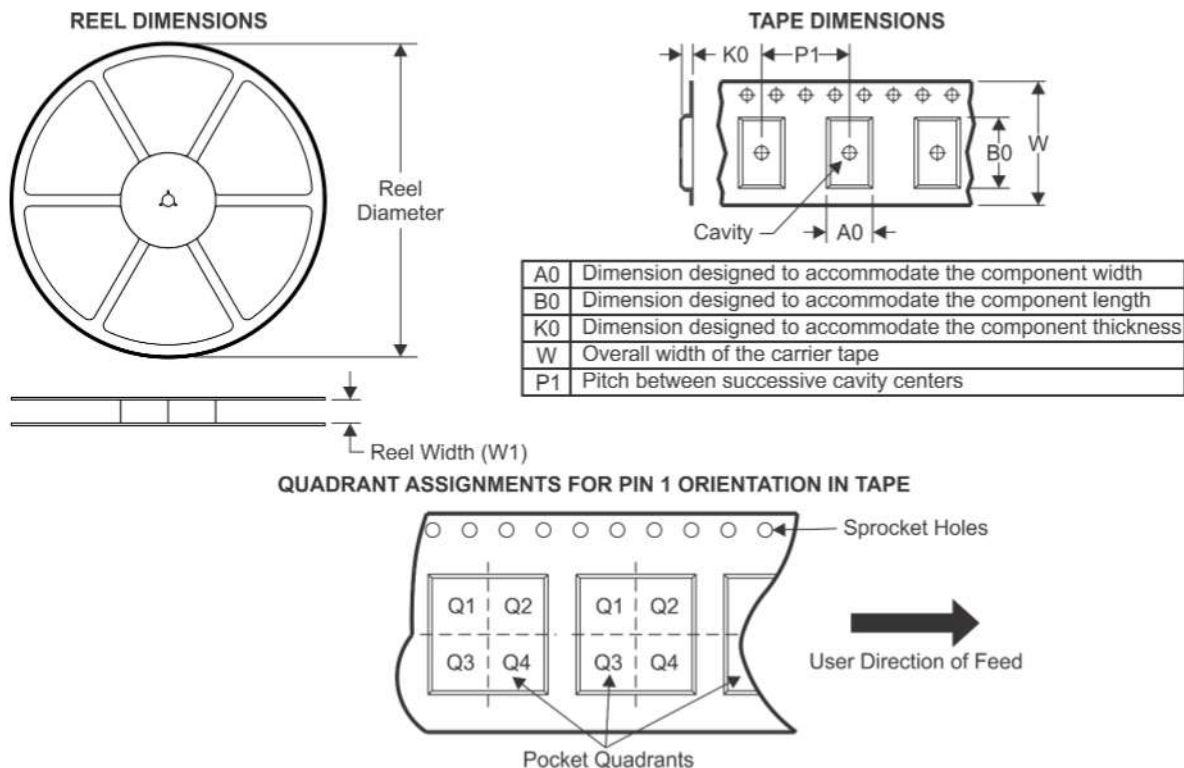 REEL DIMENSIONS
Reel
Diameter
Reel Width (W1)
TAPE DIMENSIONS
K0
P1
B0
W
Cavity
A0
A0 Dimension designed to accommodate the component width
B0 Dimension designed to accommodate the component length
K0 Dimension designed to accommodate the component thickness
W Overall width of the carrier tape
P1 Pitch between successive cavity centers
QUADRANT ASSIGNMENTS FOR PIN 1 ORIENTATION IN TAPE
Sprocket Holes
Q1 Q2 Q1 Q2
Q3 Q4 Q3 Q4
User Direction of Feed
Pocket Quadrants